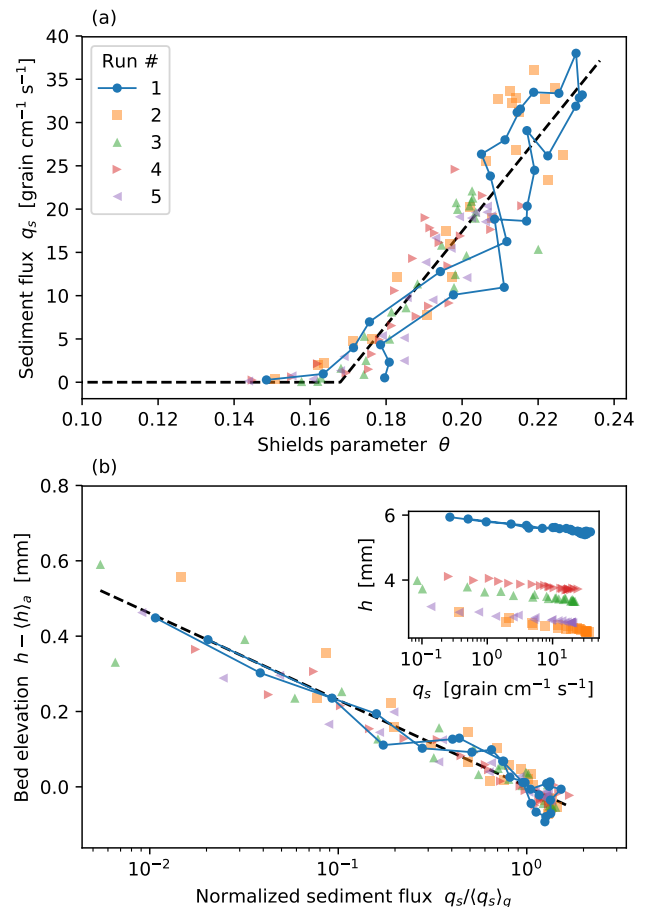 (a)
40
35
30
25
20
15
10
5
0
Sediment flux q_s [grain cm⁻¹ s⁻¹]
Run #
1
2
3
4
5
0.10 0.12 0.14 0.16 0.18 0.20 0.22 0.24
Shields parameter θ
(b)
0.8
0.6
0.4
0.2
0.0
Bed elevation h − ⟨h⟩_a [mm]
6
4
h [mm]
10⁻¹ 10⁰ 10¹
q_s [grain cm⁻¹ s⁻¹]
10⁻² 10⁻¹ 10⁰
Normalized sediment flux q_s/⟨q_s⟩_g